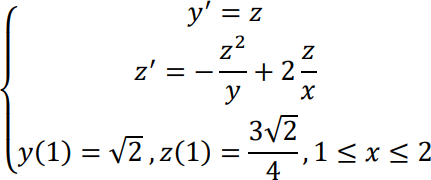 y′ = z
z′ = −z²/y + 2 z/x
y(1) = √2 , z(1) = 3√2/4 , 1 ≤ x ≤ 2